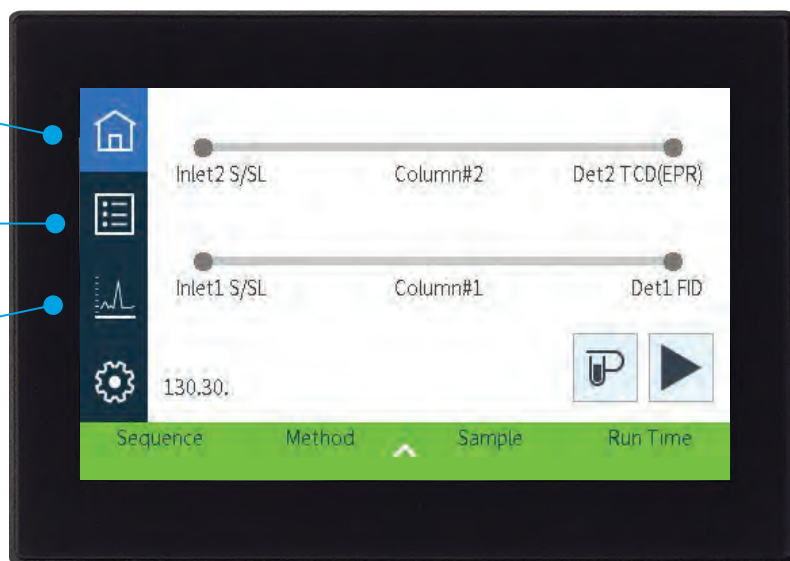 Inlet2 S/SL Column#2 Det2 TCD(EPR)
Inlet1 S/SL Column#1 Det1 FID
130.30.
Sequence Method Sample Run Time